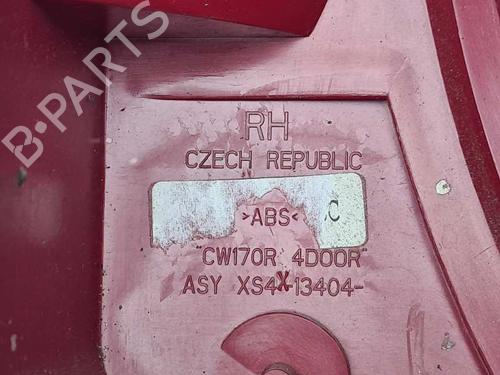 B-PARTS
RH
CZECH REPUBLIC
>ABS< C
"CW170R 4DOOR"
ASY XS4X-13404-